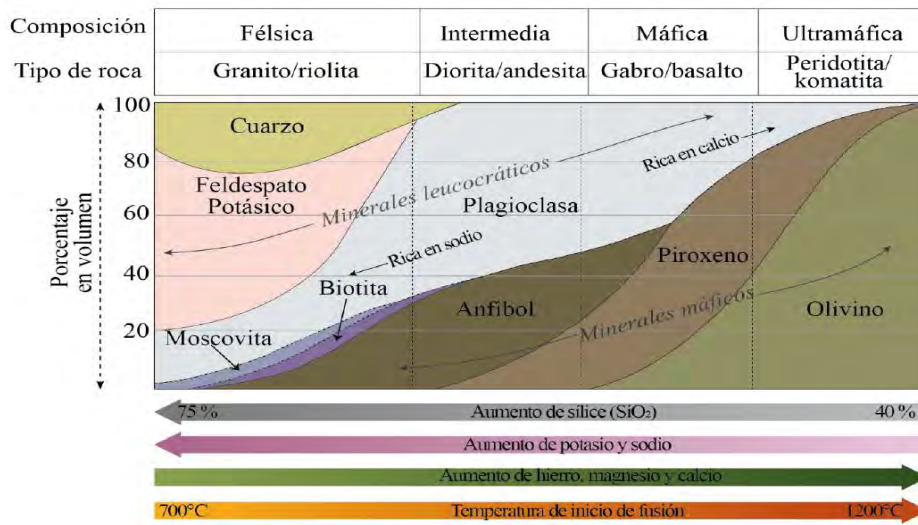 Composición Félsica Intermedia Máfica Ultramáfica
Tipo de roca Granito/riolita Diorita/andesita Gabro/basalto Peridotita/
komatita
Porcentaje
en volumen
100
80
60
40
20
Cuarzo
Feldespato
Potásico
Minerales leucocráticos
Rica en calcio
Plagioclasa
Rica en sodio
Biotita
Moscovita
Anfibol
Piroxeno
Minerales máficos
Olivino
75 % Aumento de sílice (SiO₂) 40 %
Aumento de potasio y sodio
Aumento de hierro, magnesio y calcio
700°C Temperatura de inicio de fusión 1200°C